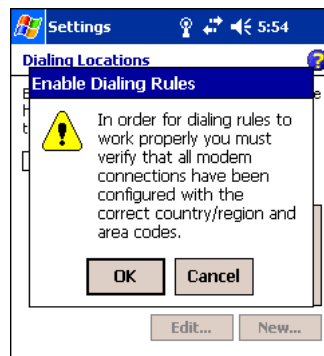 Settings 5:54
Dialing Locations
Enable Dialing Rules
In order for dialing rules to
work properly you must
verify that all modem
connections have been
configured with the
correct country/region and
area codes.
OK Cancel
Edit... New...